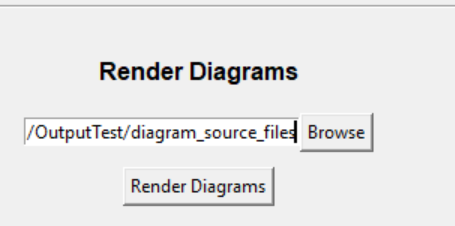 Render Diagrams
/OutputTest/diagram_source_files Browse
Render Diagrams